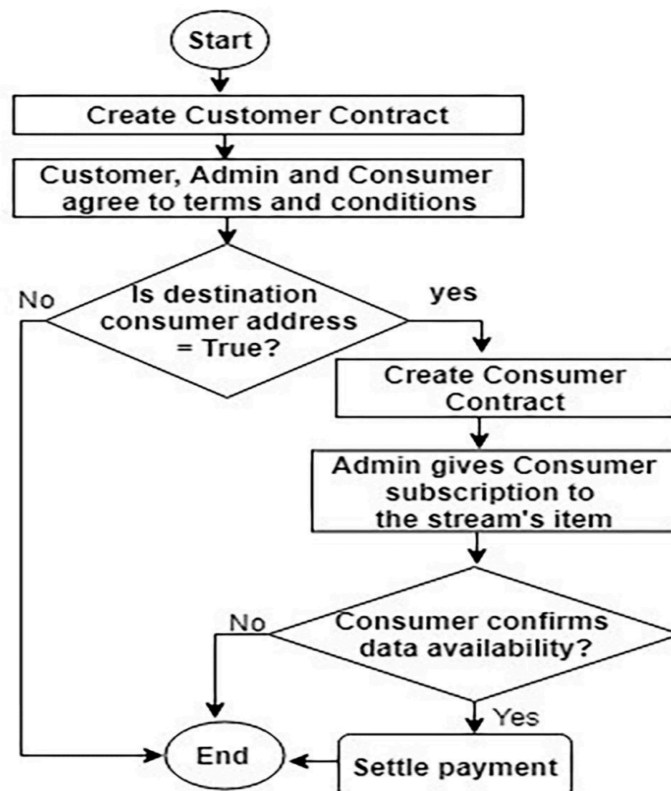 Start
Create Customer Contract
Customer, Admin and Consumer
agree to terms and conditions
No
Is destination
consumer address
= True?
yes
Create Consumer
Contract
Admin gives Consumer
subscription to
the stream's item
No
Consumer confirms
data availability?
Yes
End
Settle payment